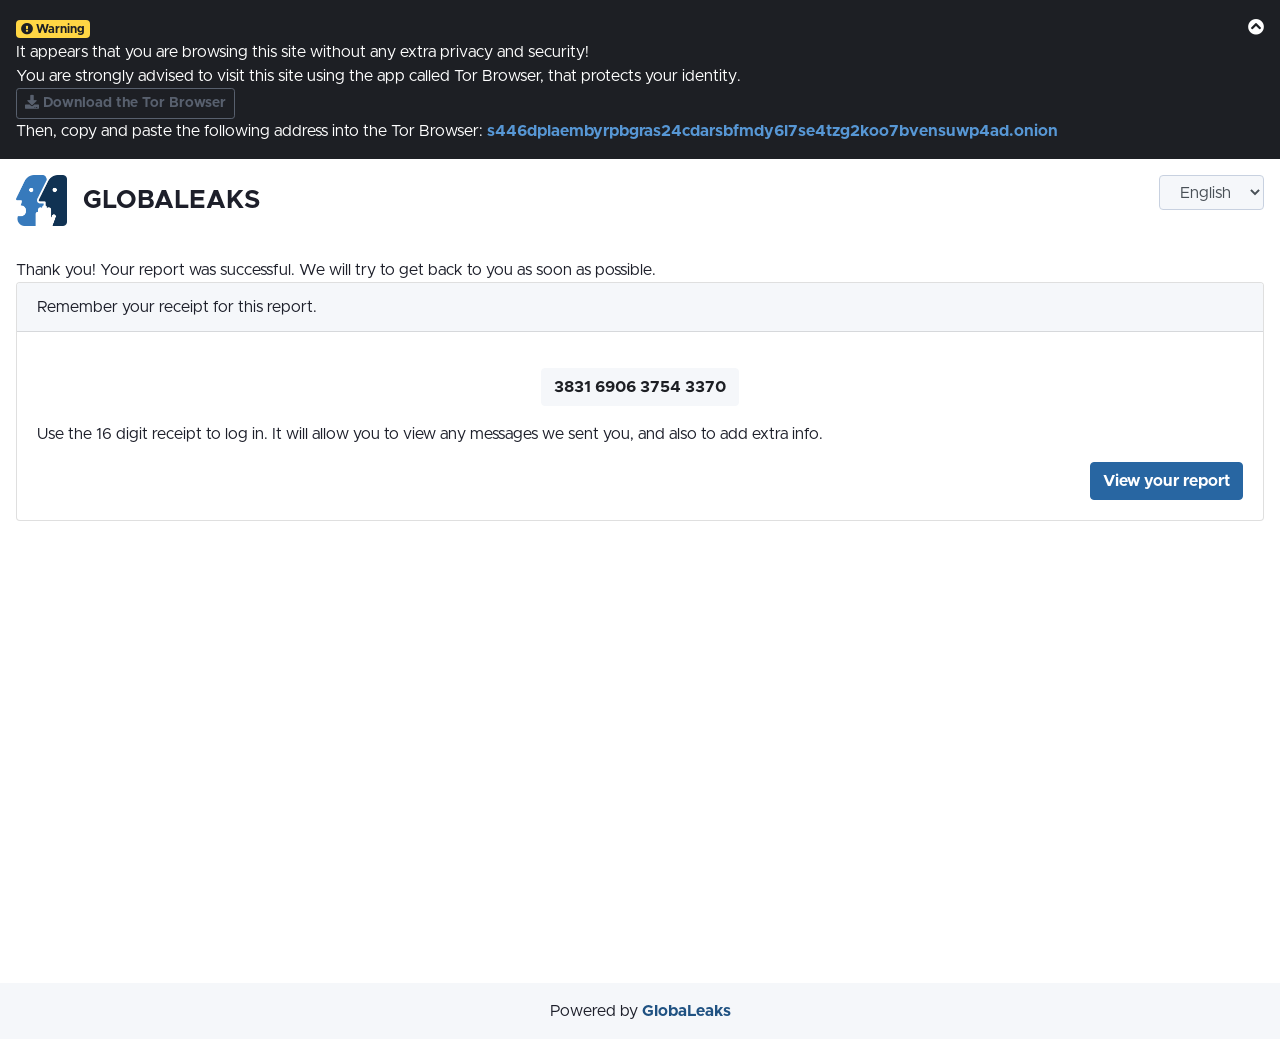 Warning
It appears that you are browsing this site without any extra privacy and security!
You are strongly advised to visit this site using the app called Tor Browser, that protects your identity.
Download the Tor Browser
Then, copy and paste the following address into the Tor Browser: s446dplaembyrpbgras24cdarsbfmdy6l7se4tzg2koo7bvensuwp4ad.onion
GLOBALEAKS
English
Thank you! Your report was successful. We will try to get back to you as soon as possible.
Remember your receipt for this report.
3831 6906 3754 3370
Use the 16 digit receipt to log in. It will allow you to view any messages we sent you, and also to add extra info.
View your report
Powered by GlobaLeaks